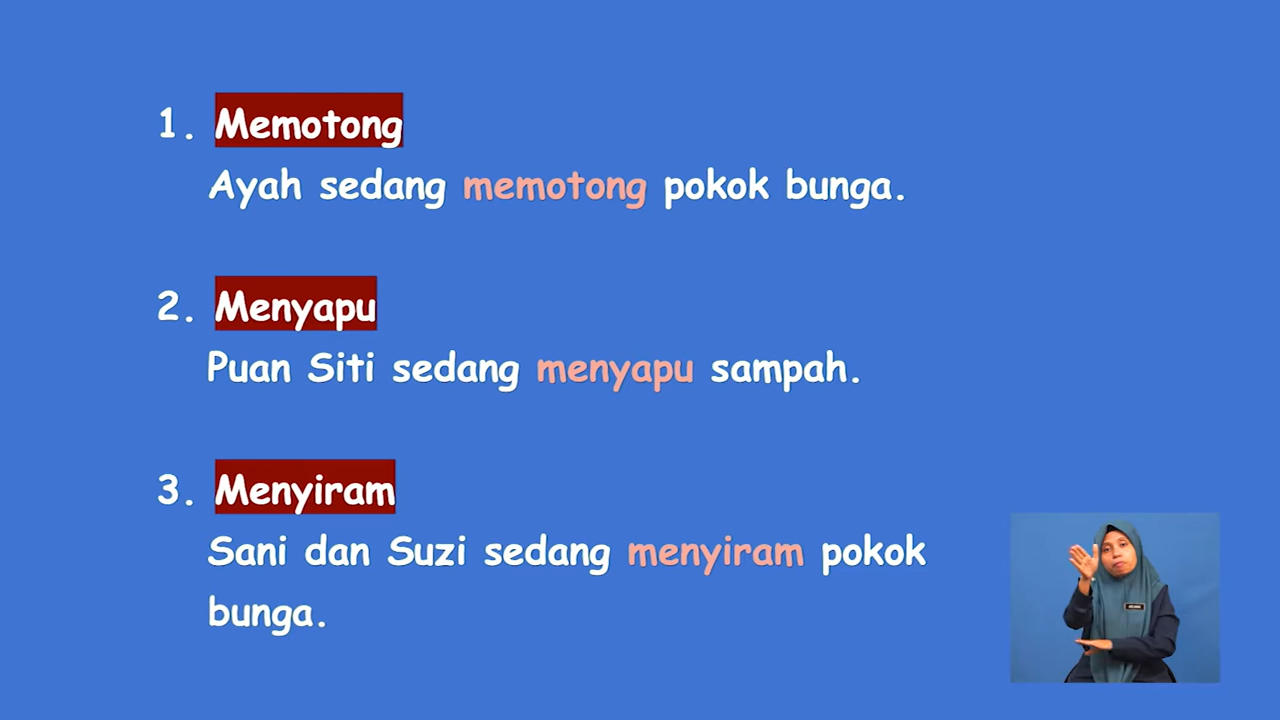 1. Memotong
Ayah sedang memotong pokok bunga.
2. Menyapu
Puan Siti sedang menyapu sampah.
3. Menyiram
Sani dan Suzi sedang menyiram pokok
bunga.